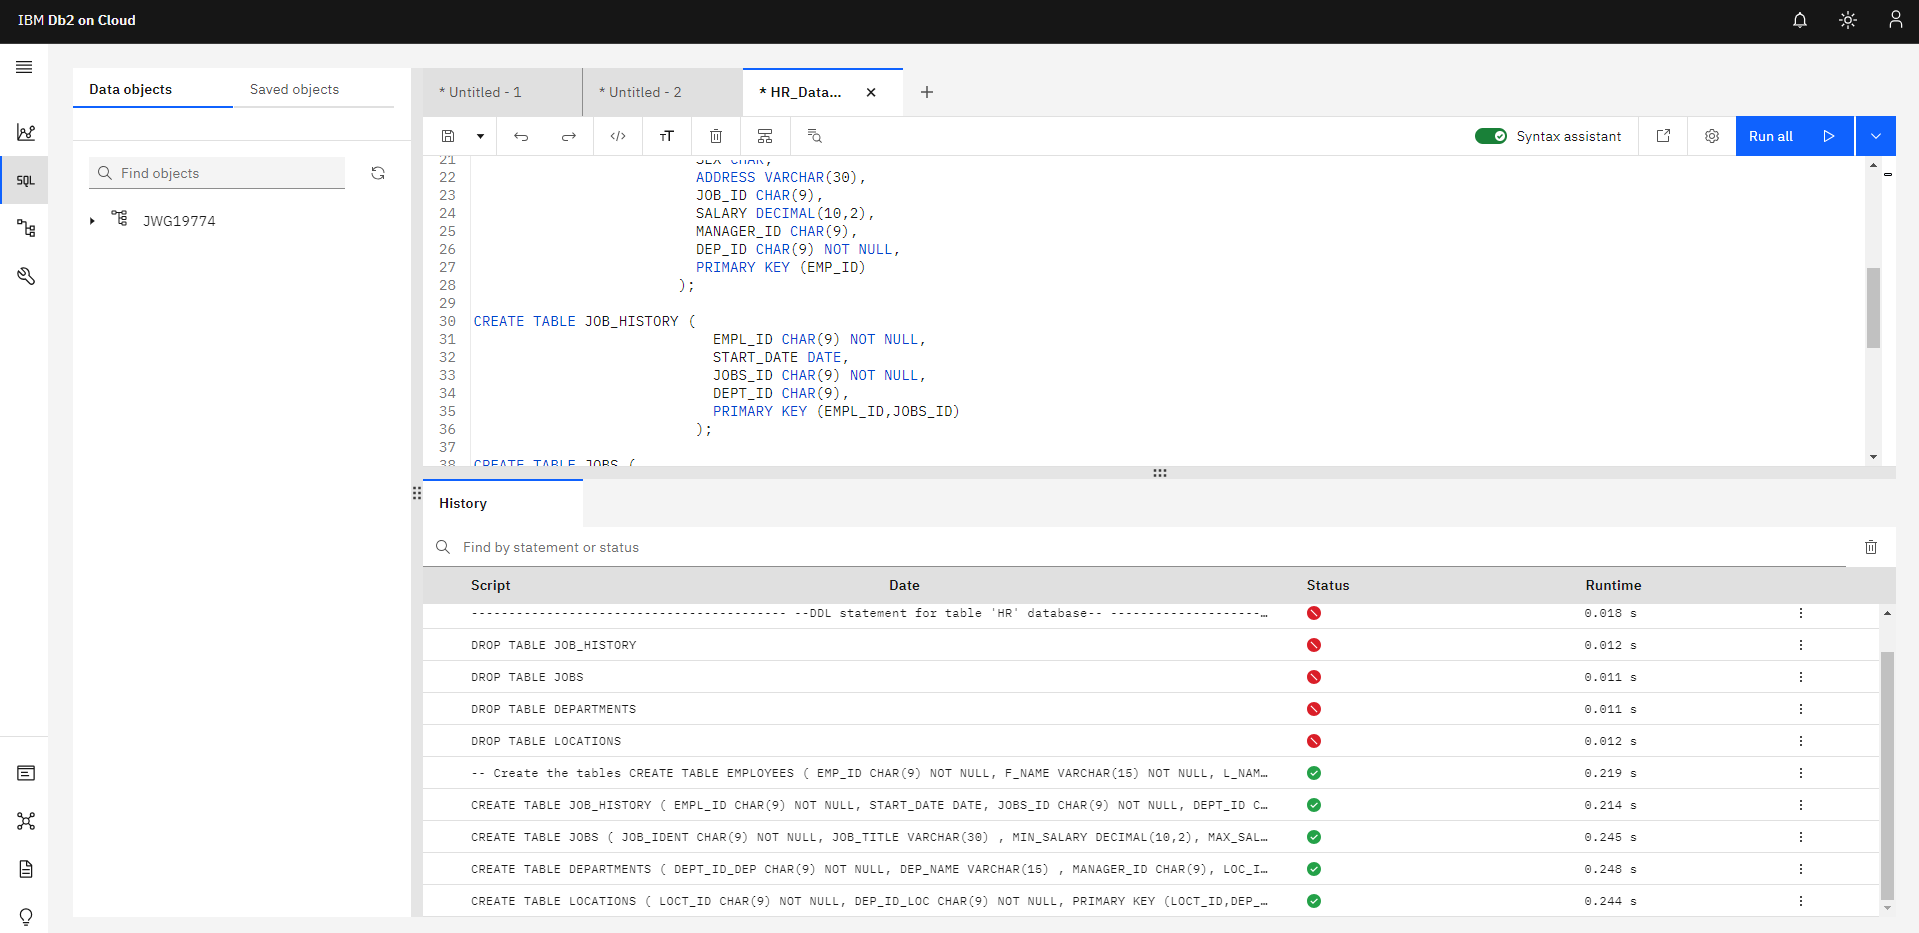 IBM Db2 on Cloud
Data objects
Saved objects
Find objects
JWG19774
SQL
* Untitled - 1
* Untitled - 2
* HR_Data...
Syntax assistant
Run all
21 SEX CHAR,
22 ADDRESS VARCHAR(30),
23 JOB_ID CHAR(9),
24 SALARY DECIMAL(10,2),
25 MANAGER_ID CHAR(9),
26 DEP_ID CHAR(9) NOT NULL,
27 PRIMARY KEY (EMP_ID)
28 );
29
30 CREATE TABLE JOB_HISTORY (
31 EMPL_ID CHAR(9) NOT NULL,
32 START_DATE DATE,
33 JOBS_ID CHAR(9) NOT NULL,
34 DEPT_ID CHAR(9),
35 PRIMARY KEY (EMPL_ID,JOBS_ID)
36 );
37
38 CREATE TABLE JOBS (
History
Find by statement or status
Script Date Status Runtime
------------------------------------------ --DDL statement for table 'HR' database-- --------------------… 0.018 s
DROP TABLE JOB_HISTORY 0.012 s
DROP TABLE JOBS 0.011 s
DROP TABLE DEPARTMENTS 0.011 s
DROP TABLE LOCATIONS 0.012 s
-- Create the tables CREATE TABLE EMPLOYEES ( EMP_ID CHAR(9) NOT NULL, F_NAME VARCHAR(15) NOT NULL, L_NAM… 0.219 s
CREATE TABLE JOB_HISTORY ( EMPL_ID CHAR(9) NOT NULL, START_DATE DATE, JOBS_ID CHAR(9) NOT NULL, DEPT_ID C… 0.214 s
CREATE TABLE JOBS ( JOB_IDENT CHAR(9) NOT NULL, JOB_TITLE VARCHAR(30) , MIN_SALARY DECIMAL(10,2), MAX_SAL… 0.245 s
CREATE TABLE DEPARTMENTS ( DEPT_ID_DEP CHAR(9) NOT NULL, DEP_NAME VARCHAR(15) , MANAGER_ID CHAR(9), LOC_I… 0.248 s
CREATE TABLE LOCATIONS ( LOCT_ID CHAR(9) NOT NULL, DEP_ID_LOC CHAR(9) NOT NULL, PRIMARY KEY (LOCT_ID,DEP_… 0.244 s